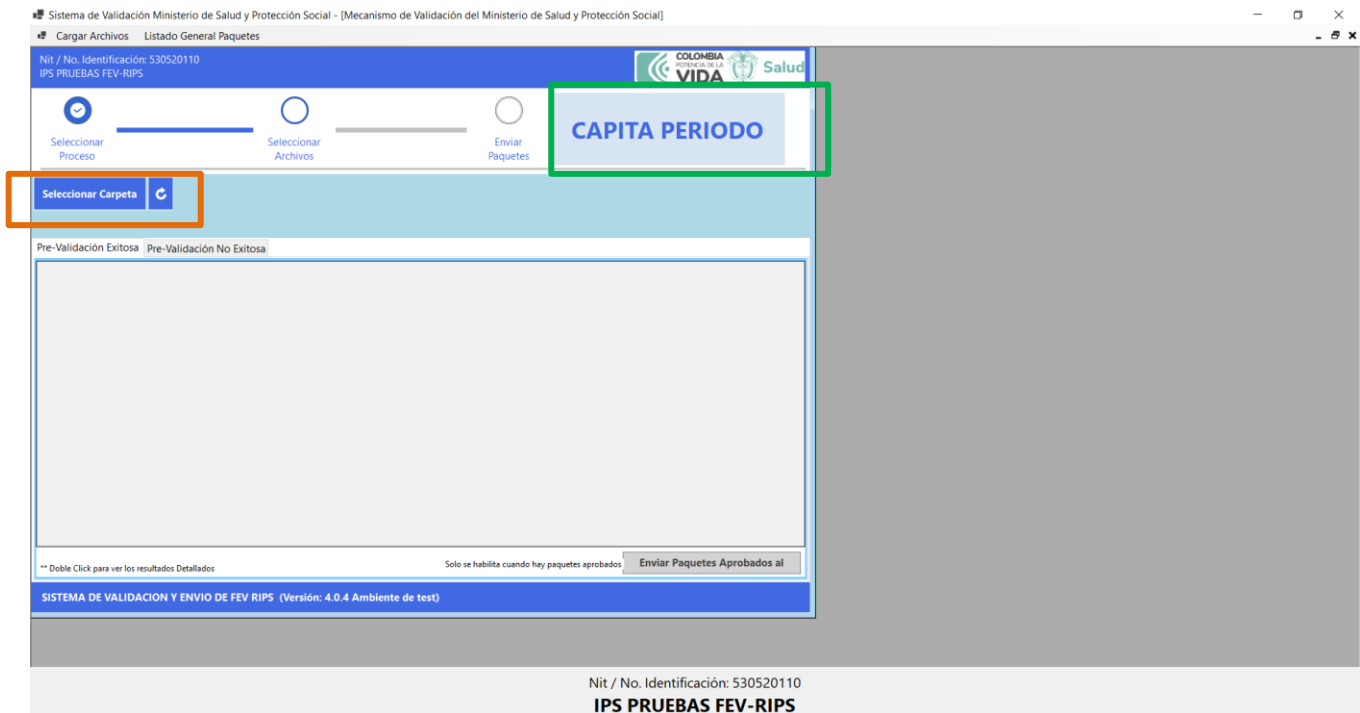 Sistema de Validación Ministerio de Salud y Protección Social - [Mecanismo de Validación del Ministerio de Salud y Protección Social]
Cargar Archivos Listado General Paquetes
Nit / No. Identificación: 530520110
IPS PRUEBAS FEV-RIPS
COLOMBIA
POTENCIA DE LA
VIDA
Salud
Seleccionar
Proceso
Seleccionar
Archivos
Enviar
Paquetes
CAPITA PERIODO
Seleccionar Carpeta
Pre-Validación Exitosa Pre-Validación No Exitosa
** Doble Click para ver los resultados Detallados
Solo se habilita cuando hay paquetes aprobados
Enviar Paquetes Aprobados al
SISTEMA DE VALIDACION Y ENVIO DE FEV RIPS (Versión: 4.0.4 Ambiente de test)
Nit / No. Identificación: 530520110
IPS PRUEBAS FEV-RIPS